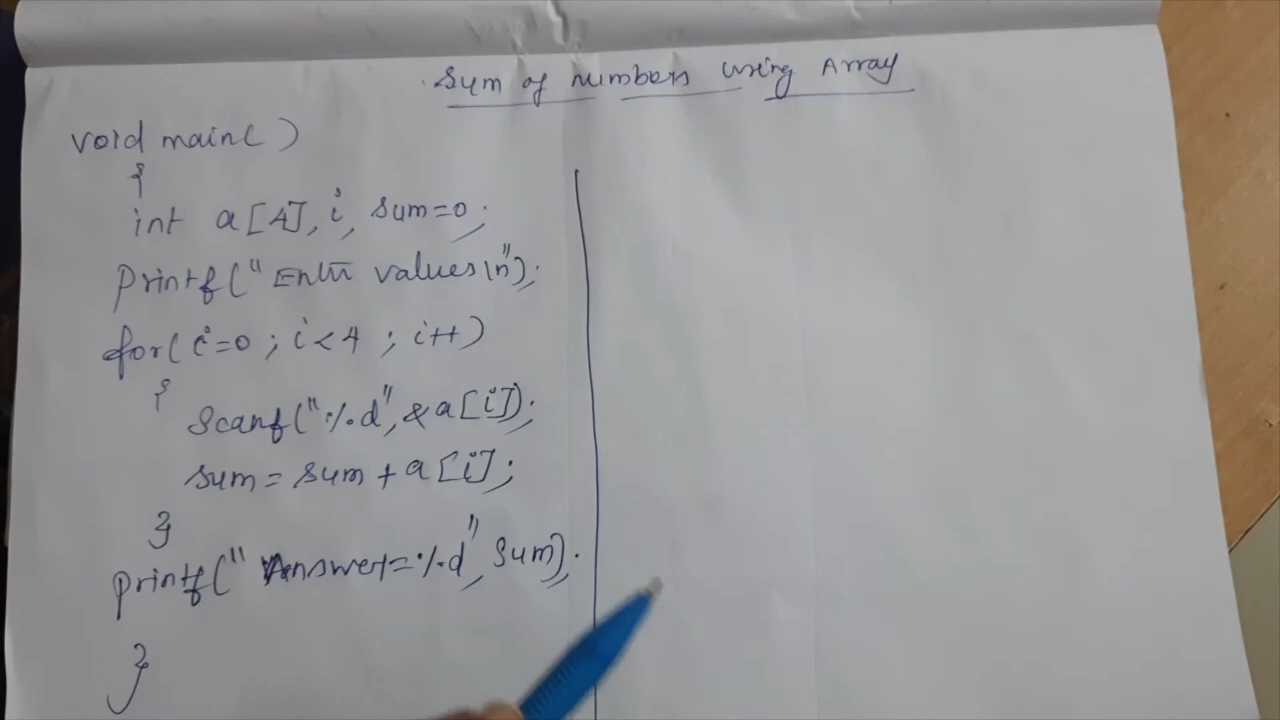 Sum of numbers using Array
void main( )
{
int a[4], i, sum=0;
printf("Enter values\n");
for( i=0 ; i<4 ; i++)
{
scanf("%d", &a[i]);
sum = sum + a[i];
}
printf("Answer=%d", sum);
}